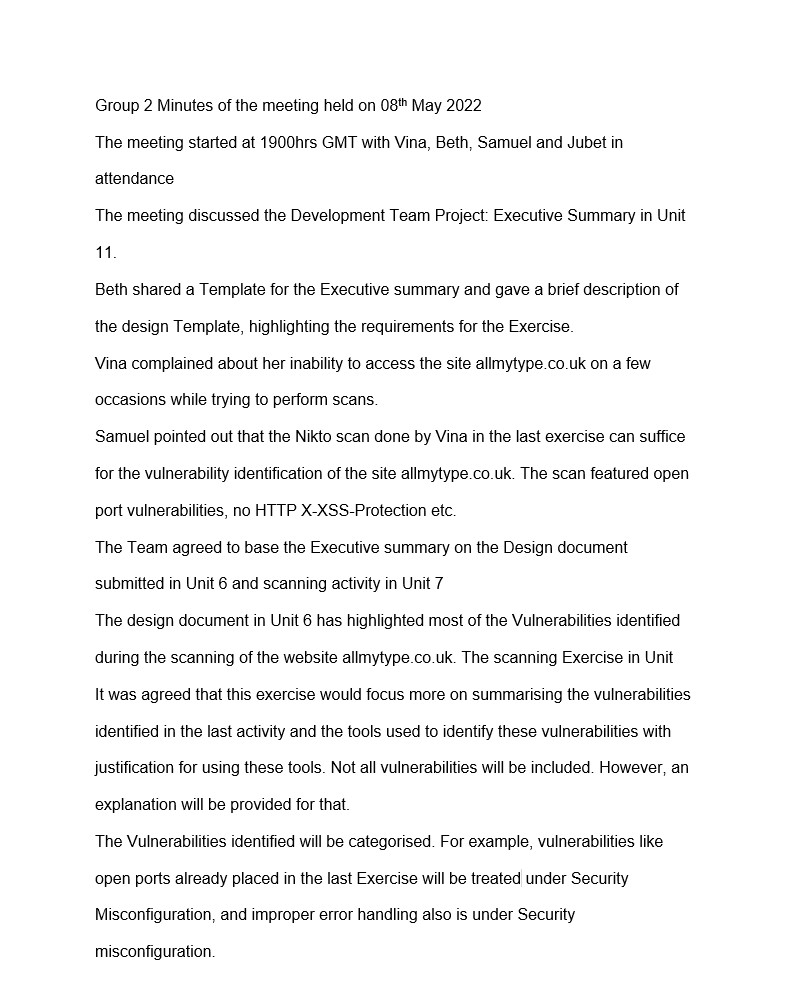 Group 2 Minutes of the meeting held on 08th May 2022
The meeting started at 1900hrs GMT with Vina, Beth, Samuel and Jubet in
attendance
The meeting discussed the Development Team Project: Executive Summary in Unit
11.
Beth shared a Template for the Executive summary and gave a brief description of
the design Template, highlighting the requirements for the Exercise.
Vina complained about her inability to access the site allmytype.co.uk on a few
occasions while trying to perform scans.
Samuel pointed out that the Nikto scan done by Vina in the last exercise can suffice
for the vulnerability identification of the site allmytype.co.uk. The scan featured open
port vulnerabilities, no HTTP X-XSS-Protection etc.
The Team agreed to base the Executive summary on the Design document
submitted in Unit 6 and scanning activity in Unit 7
The design document in Unit 6 has highlighted most of the Vulnerabilities identified
during the scanning of the website allmytype.co.uk. The scanning Exercise in Unit
It was agreed that this exercise would focus more on summarising the vulnerabilities
identified in the last activity and the tools used to identify these vulnerabilities with
justification for using these tools. Not all vulnerabilities will be included. However, an
explanation will be provided for that.
The Vulnerabilities identified will be categorised. For example, vulnerabilities like
open ports already placed in the last Exercise will be treated under Security
Misconfiguration, and improper error handling also is under Security
misconfiguration.